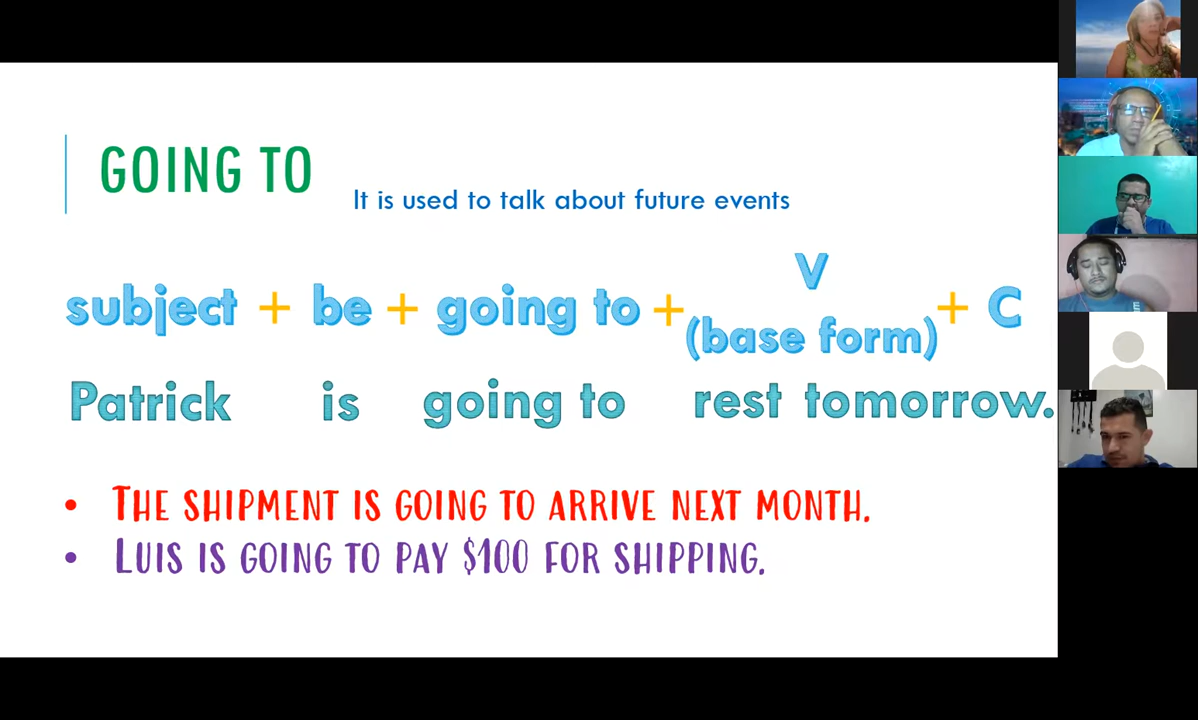 GOING TO
It is used to talk about future events
subject + be + going to + V (base form) + C
Patrick is going to rest tomorrow.
• THE SHIPMENT IS GOING TO ARRIVE NEXT MONTH.
• LUIS IS GOING TO PAY $100 FOR SHIPPING.